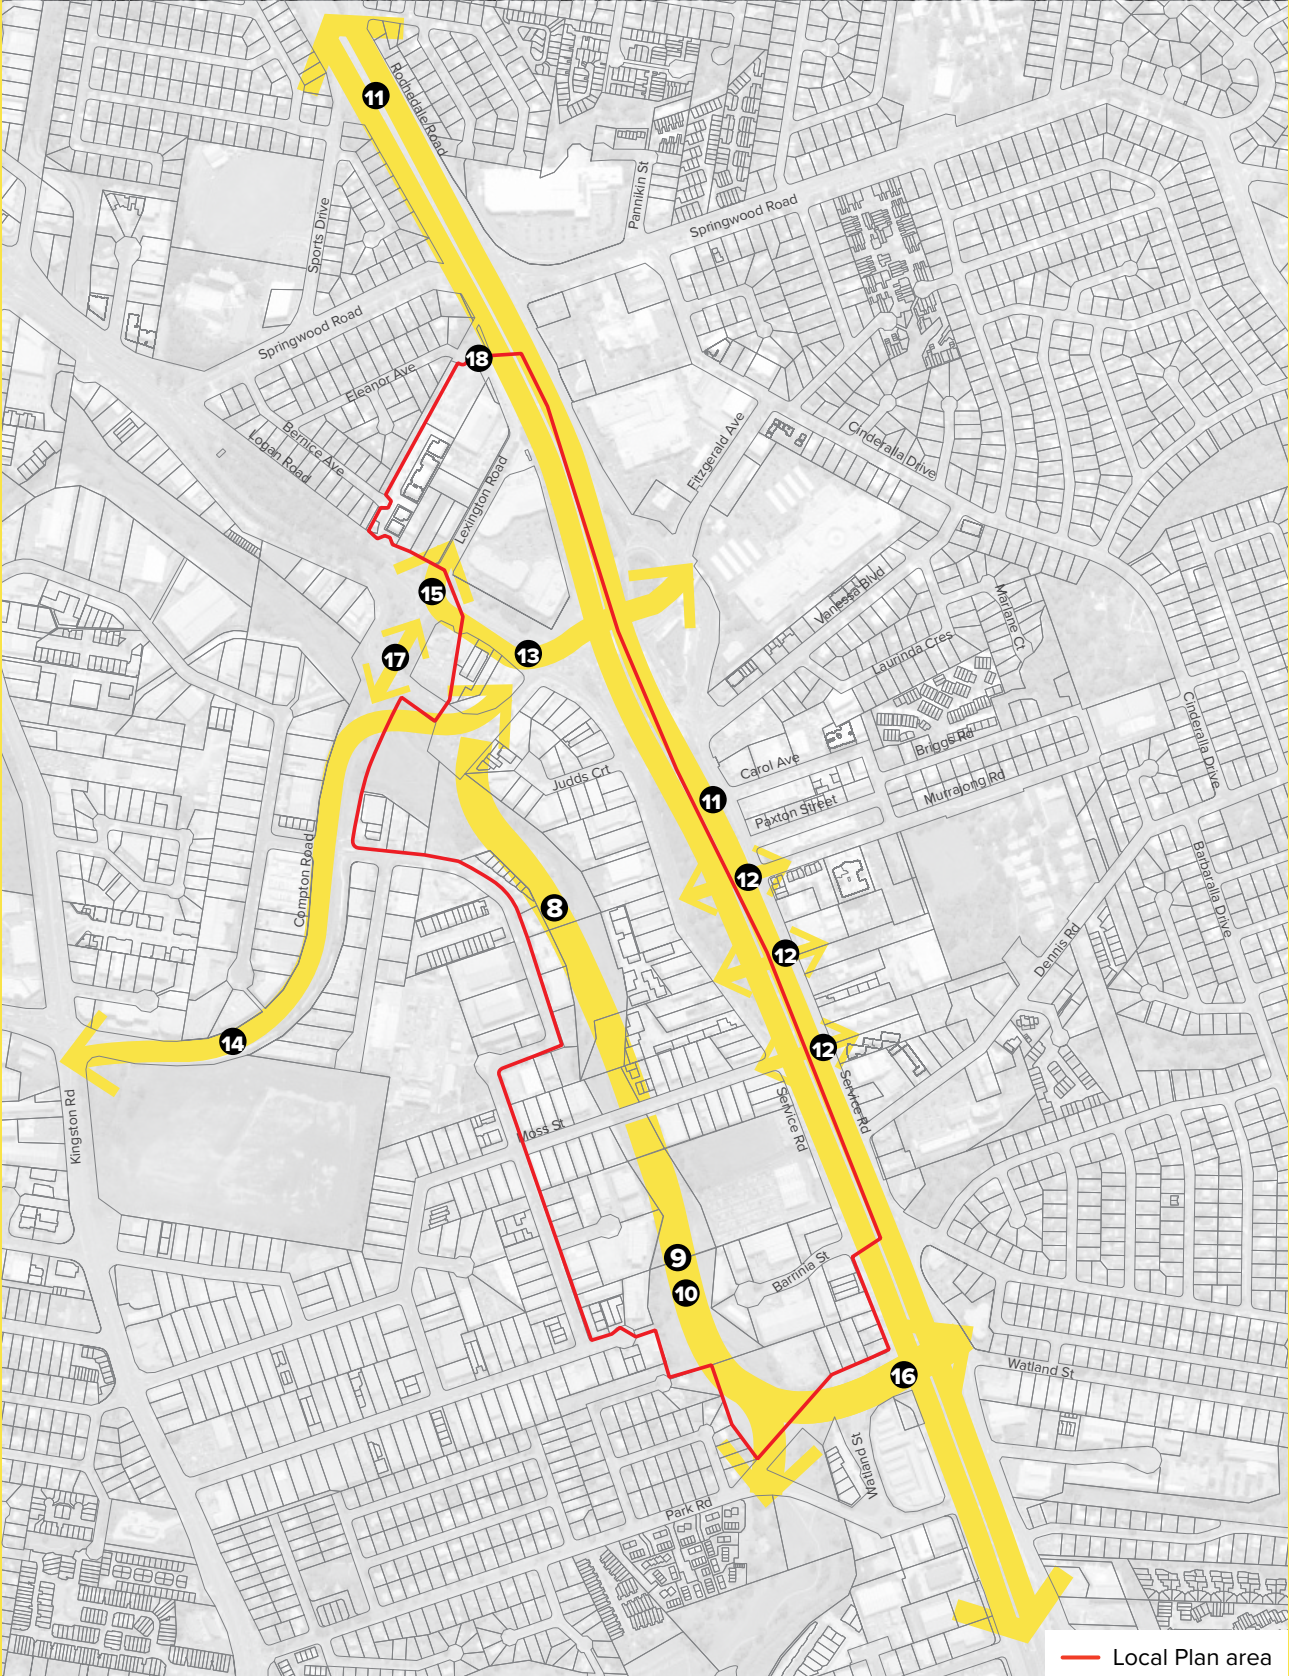 11
Rochedale Road
Pannikin St
Springwood Road
Sports Drive
Springwood Road
18
Eleanor Ave
Bernice Ave
Logan Road
Lexington Road
Fitzgerald Ave
Cinderalla Drive
15
Vanessa Blvd
Marlane Ct
Laurinda Cres
17
13
Cinderalla Drive
Briggs Rd
Carol Ave
Judds Crt
Murrajong Rd
11
Paxton Street
Compton Road
12
Barbaralla Drive
8
12
Dennis Rd
14
12
Kingston Rd
Service Rd
Service Rd
Moss St
9
Barrinia St
10
16
Watland St
Watland St
Park Rd
Local Plan area